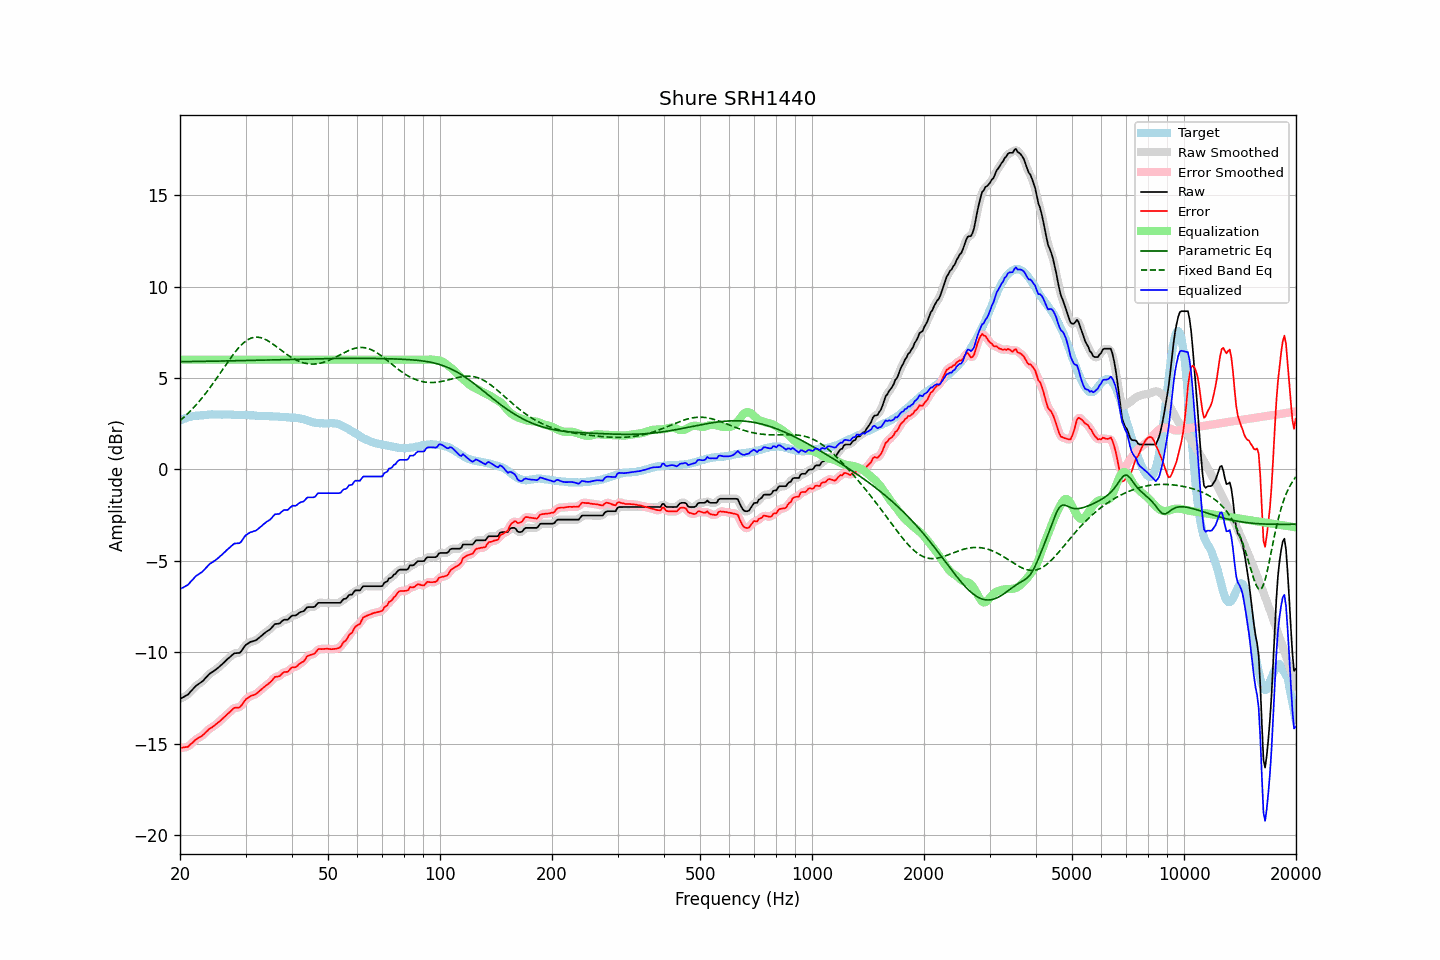 Shure SRH1440
Target
Raw Smoothed
Error Smoothed
Raw
Error
Equalization
Parametric Eq
Fixed Band Eq
Equalized
15
10
5
0
−5
−10
−15
−20
Amplitude (dBr)
20
50
100
200
500
1000
2000
5000
10000
20000
Frequency (Hz)